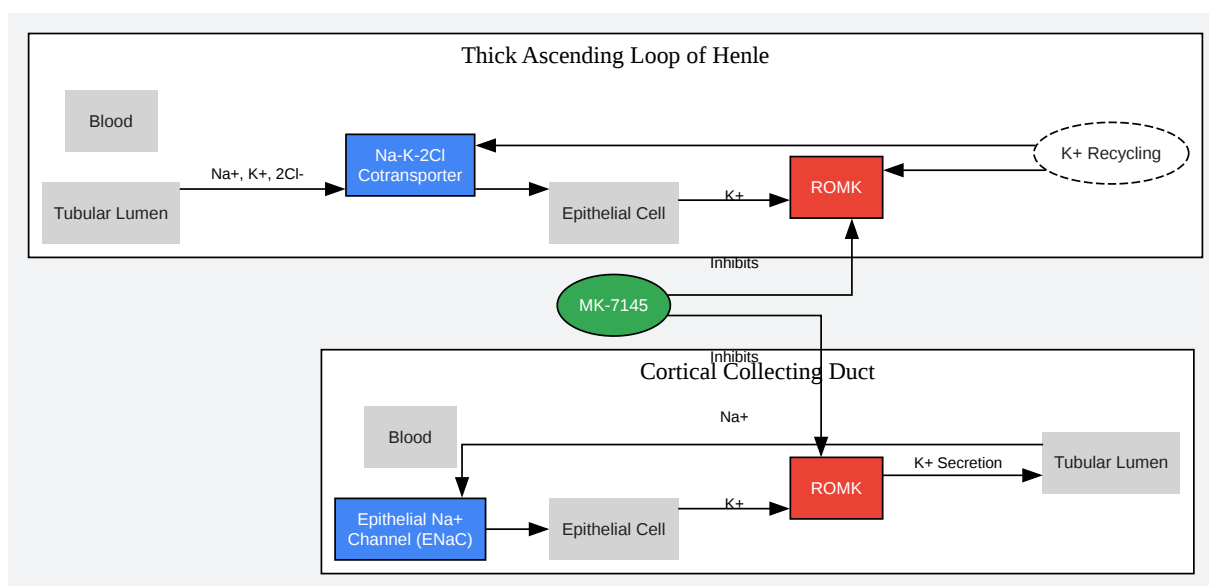 Thick Ascending Loop of Henle
Blood
Na-K-2Cl
Cotransporter
K+ Recycling
Na+, K+, 2Cl-
Tubular Lumen
Epithelial Cell
K+
ROMK
Inhibits
MK-7145
Inhibits
Cortical Collecting Duct
Blood
Na+
Tubular Lumen
K+ Secretion
ROMK
K+
Epithelial Na+
Channel (ENaC)
Epithelial Cell